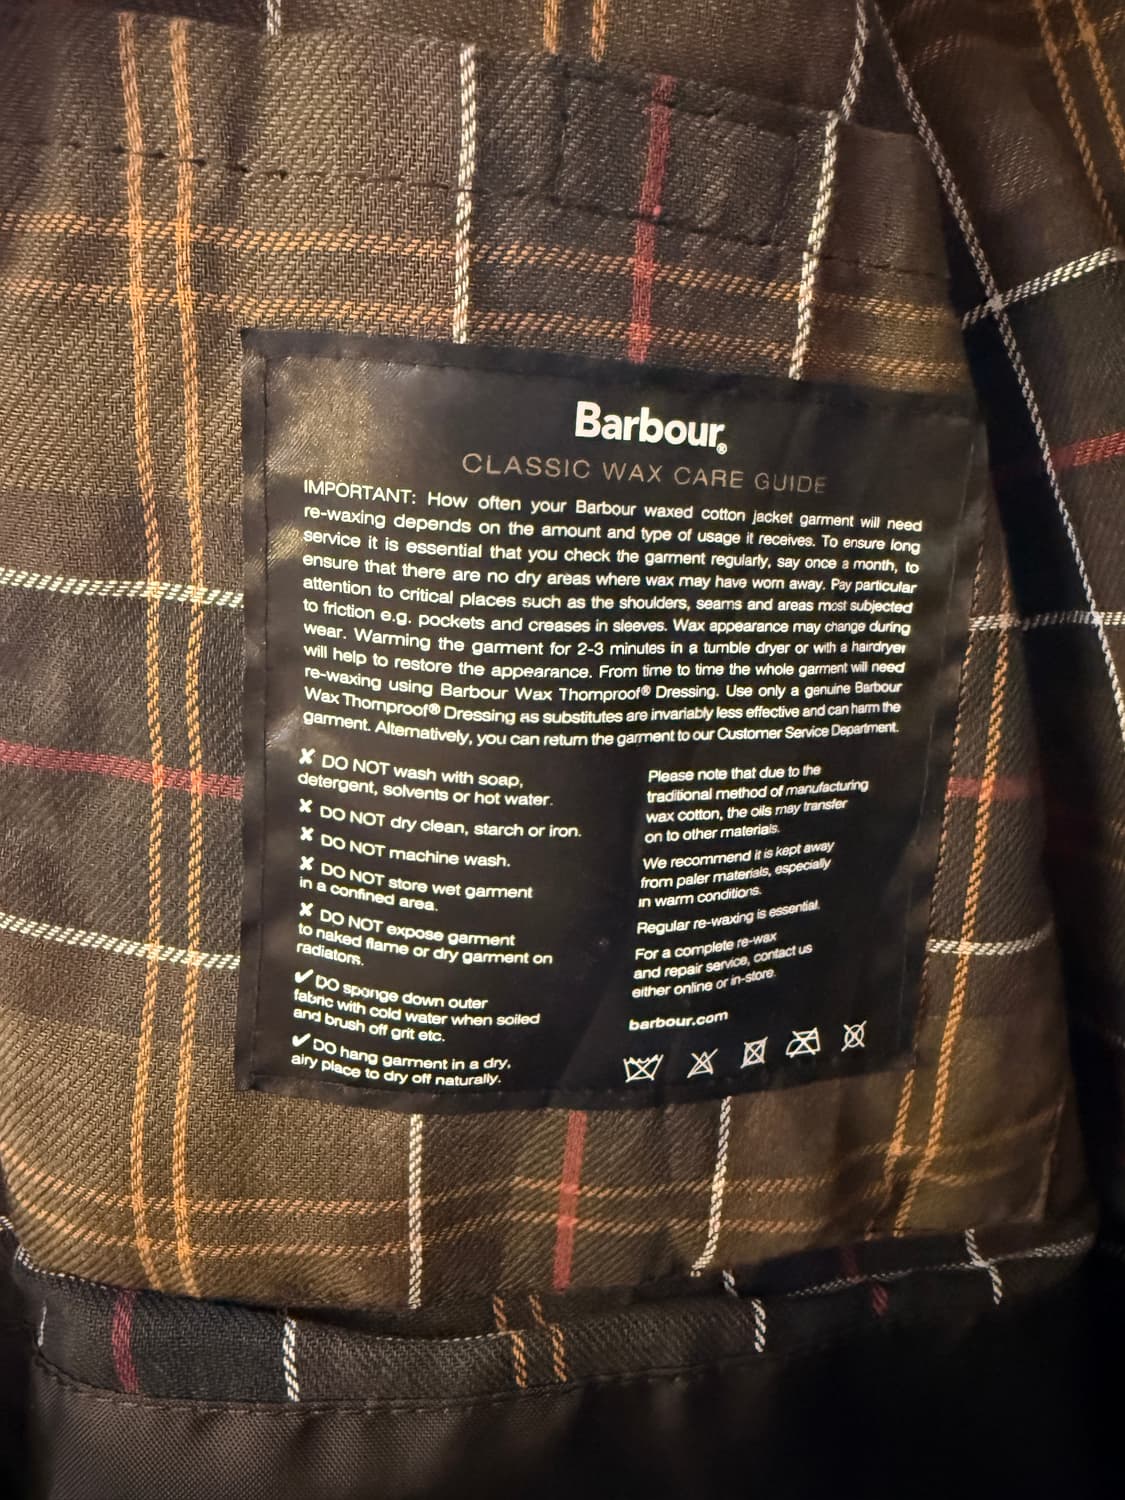 Barbour®
CLASSIC WAX CARE GUIDE
IMPORTANT: How often your Barbour waxed cotton jacket garment will need
re-waxing depends on the amount and type of usage it receives. To ensure long
service it is essential that you check the garment regularly, say once a month, to
ensure that there are no dry areas where wax may have worn away. Pay particular
attention to critical places such as the shoulders, seams and areas most subjected
to friction e.g. pockets and creases in sleeves. Wax appearance may change during
wear. Warming the garment for 2-3 minutes in a tumble dryer or with a hairdryer
will help to restore the appearance. From time to time the whole garment will need
re-waxing using Barbour Wax Thornproof® Dressing. Use only a genuine Barbour
Wax Thornproof® Dressing as substitutes are invariably less effective and can harm the
garment. Alternatively, you can return the garment to our Customer Service Department.
✘ DO NOT wash with soap,
detergent, solvents or hot water.
✘ DO NOT dry clean, starch or iron.
✘ DO NOT machine wash.
✘ DO NOT store wet garment
in a confined area.
✘ DO NOT expose garment
to naked flame or dry garment on
radiators.
✔ DO sponge down outer
fabric with cold water when soiled
and brush off grit etc.
✔ DO hang garment in a dry,
airy place to dry off naturally.
Please note that due to the
traditional method of manufacturing
wax cotton, the oils may transfer
on to other materials.
We recommend it is kept away
from paler materials, especially
in warm conditions.
Regular re-waxing is essential.
For a complete re-wax
and repair service, contact us
either online or in-store.
barbour.com